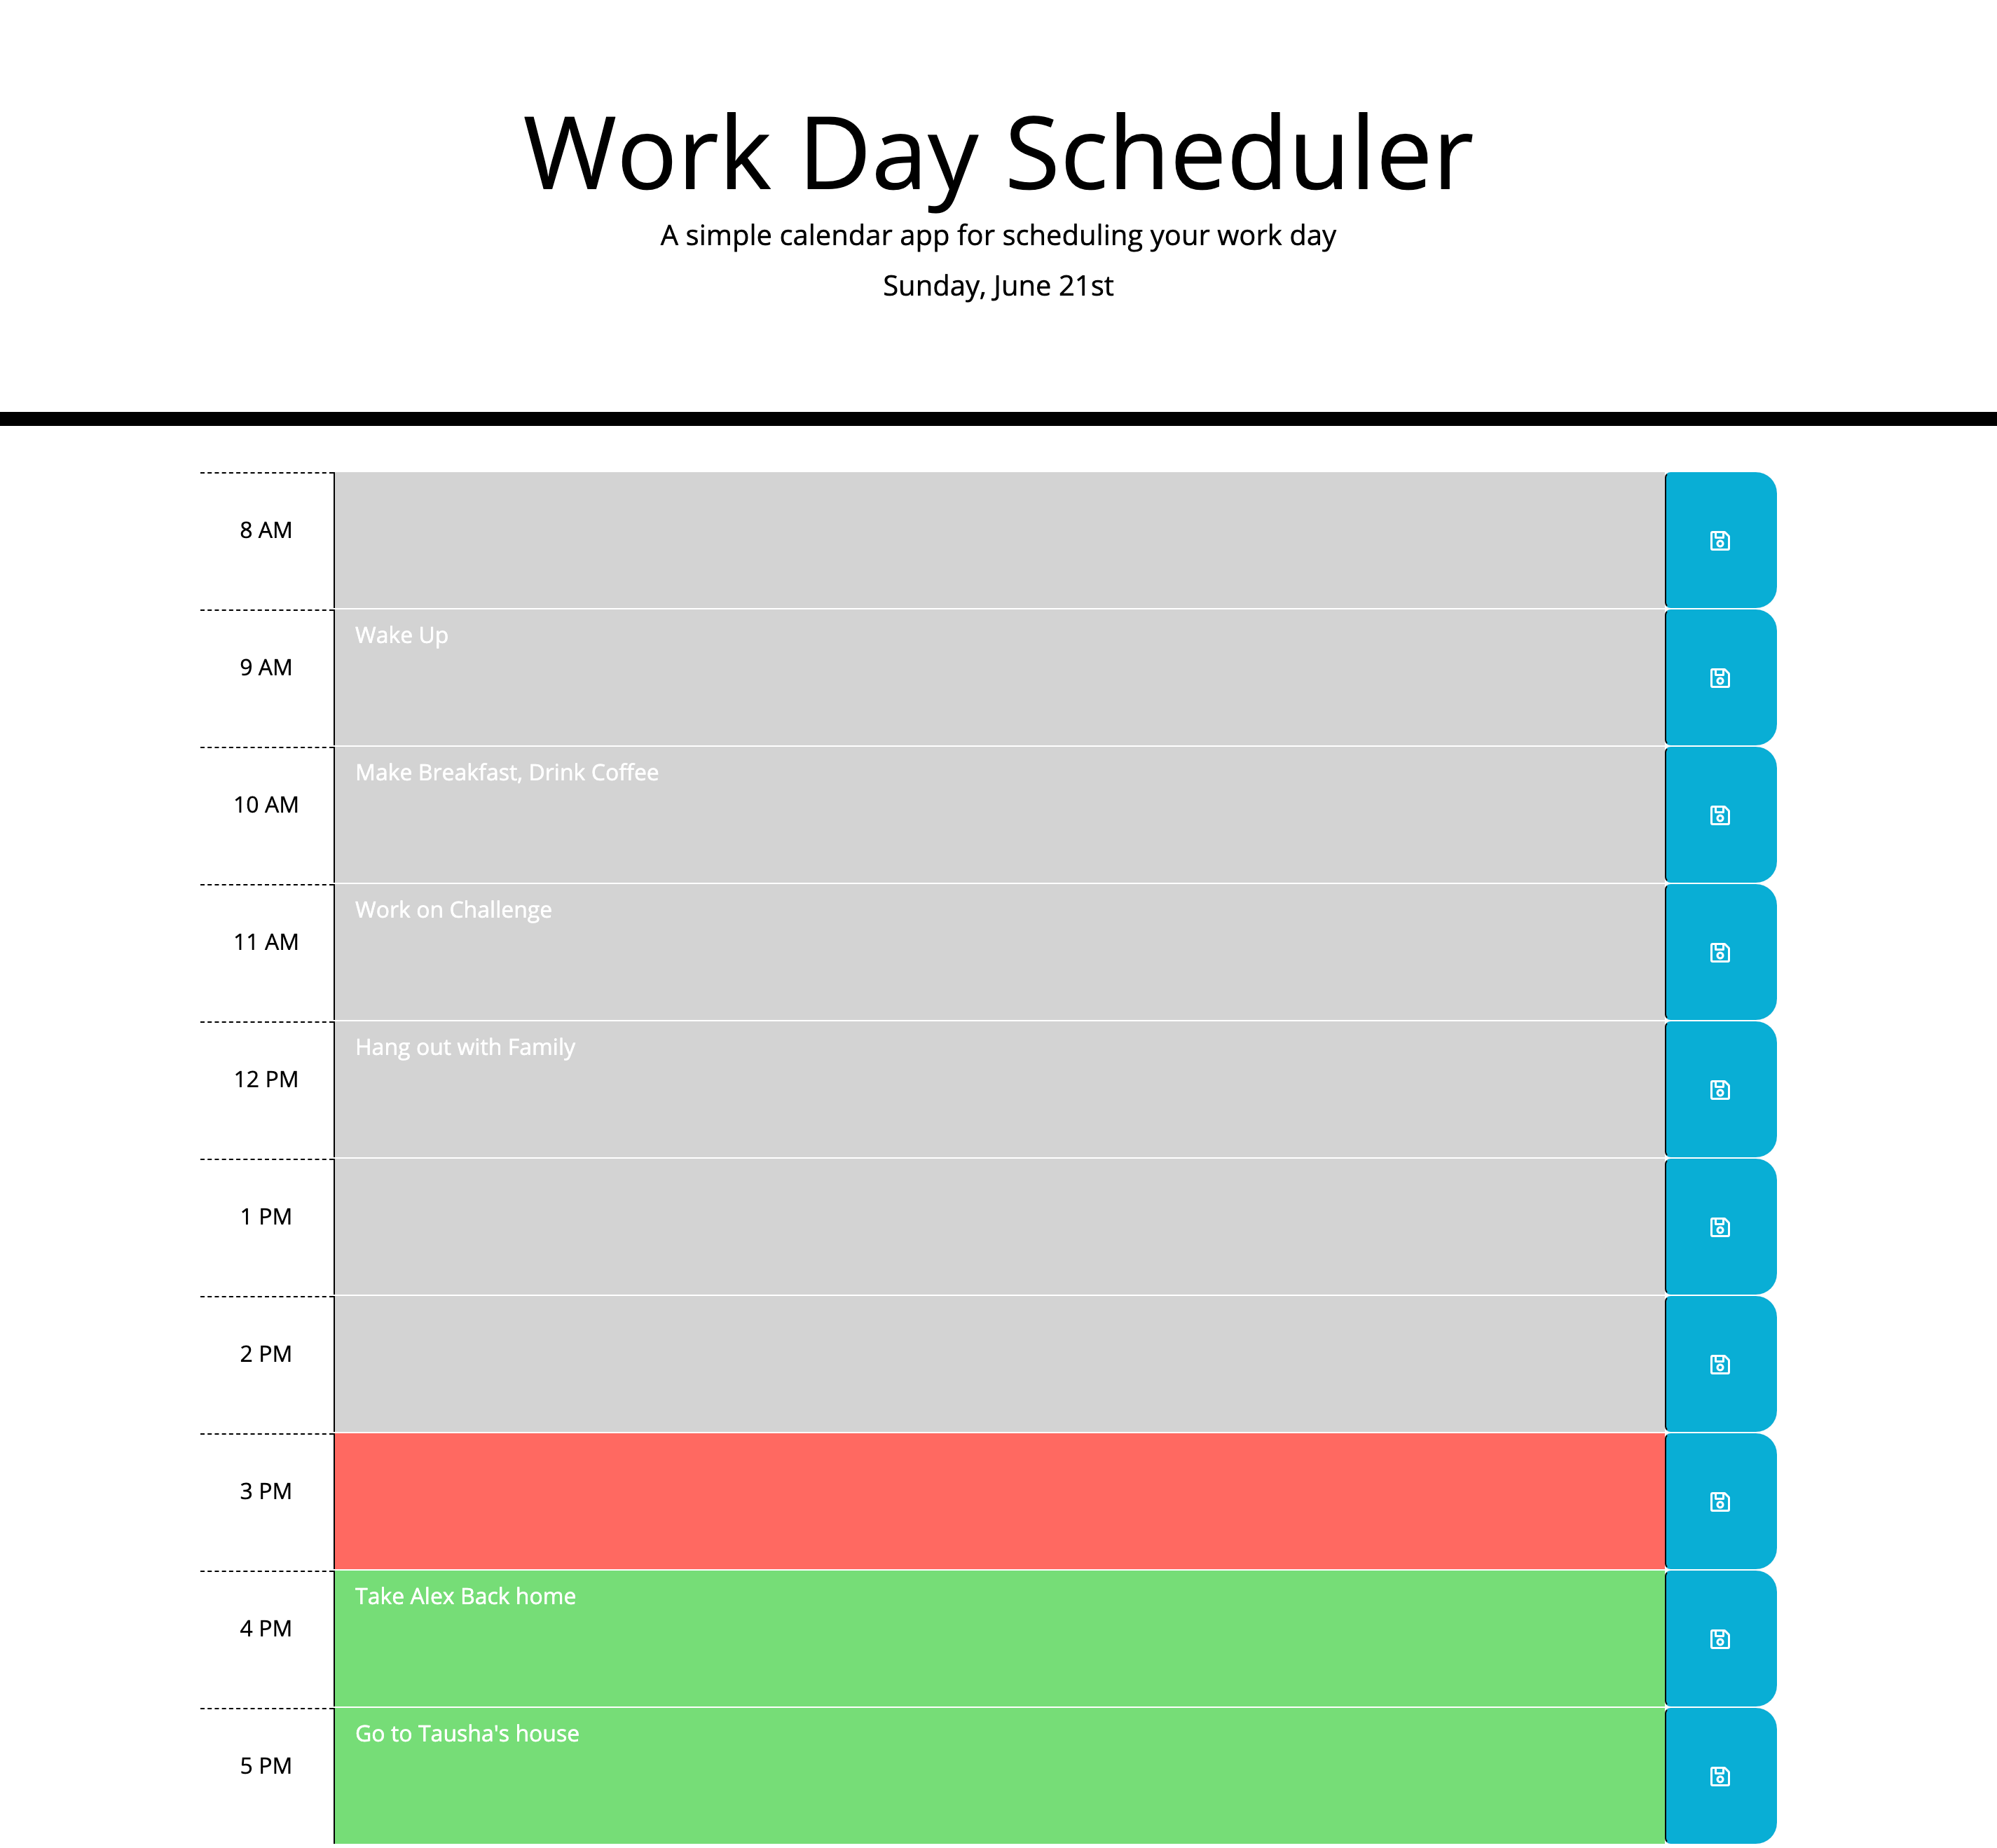 Work Day Scheduler
A simple calendar app for scheduling your work day
Sunday, June 21st
8 AM
9 AM
Wake Up
10 AM
Make Breakfast, Drink Coffee
11 AM
Work on Challenge
12 PM
Hang out with Family
1 PM
2 PM
3 PM
4 PM
Take Alex Back home
5 PM
Go to Tausha's house